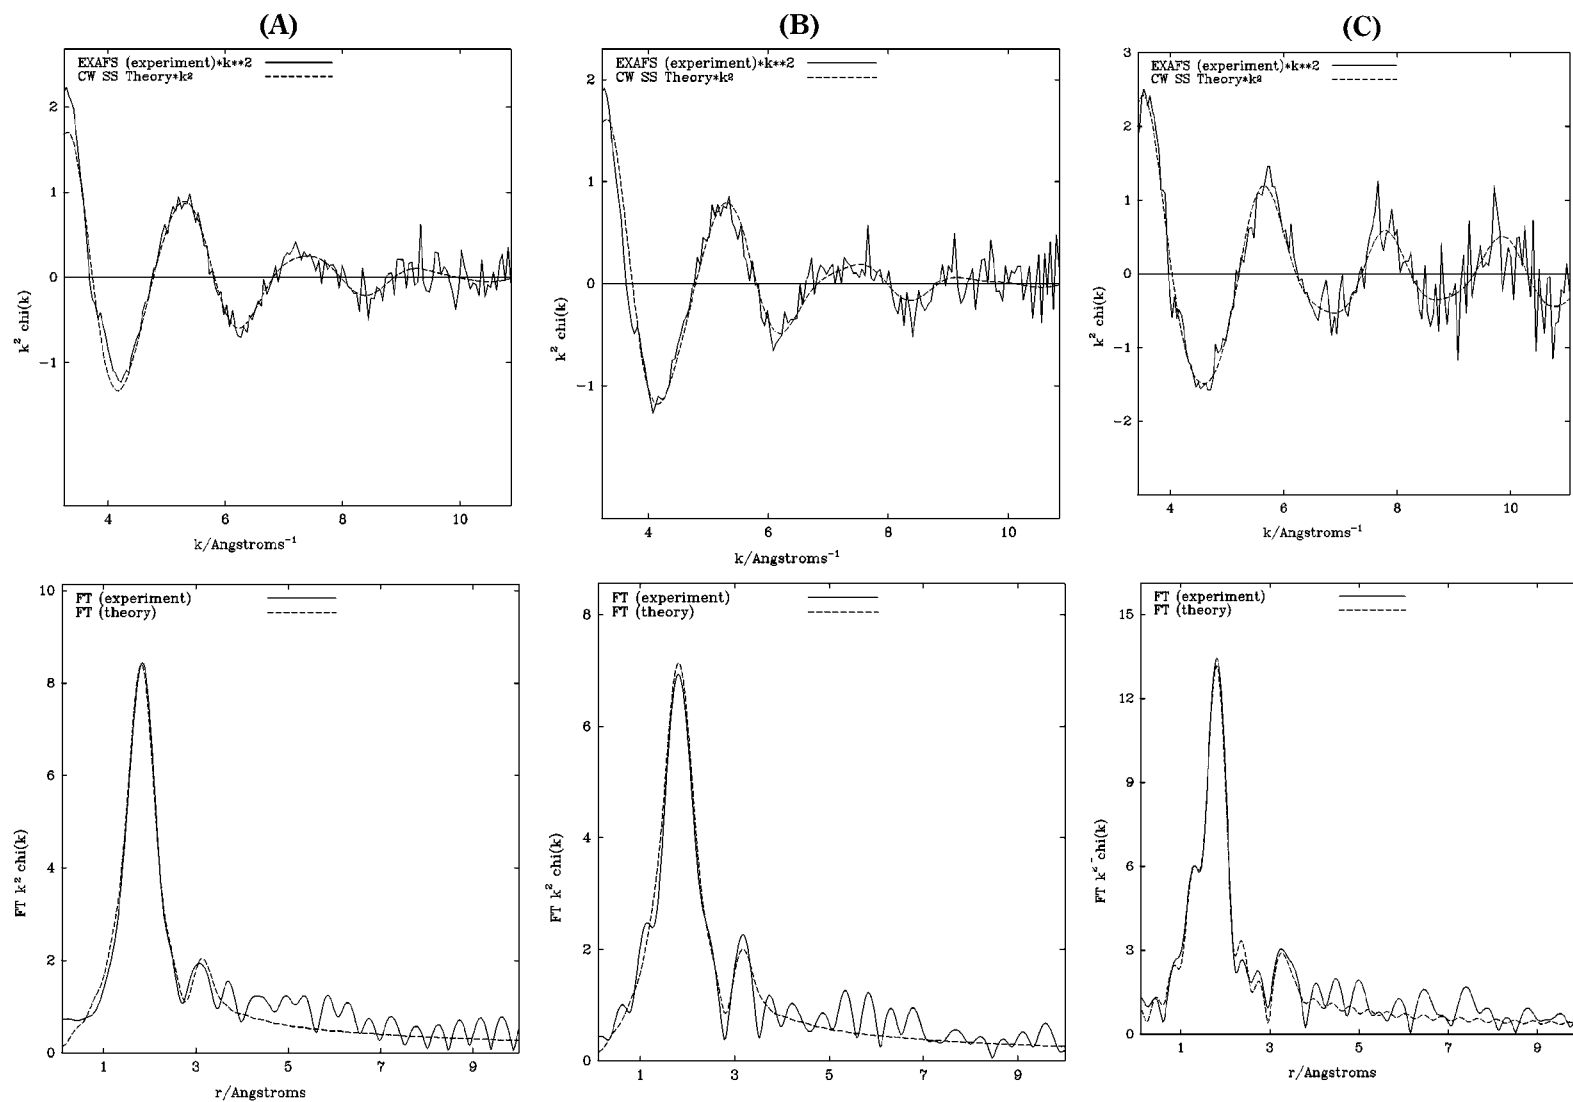 (A)
(B)
(C)
EXAFS (experiment)*k**2
CW SS Theory*k²
2
1
0
−1
k² chi(k)
4
6
8
10
k/Angstroms⁻¹
EXAFS (experiment)*k**2
CW SS Theory*k²
2
1
0
−1
k² chi(k)
4
6
8
10
k/Angstroms⁻¹
EXAFS (experiment)*k**2
CW SS Theory*k²
3
2
1
0
−1
−2
k² chi(k)
4
6
8
10
k/Angstroms⁻¹
FT (experiment)
FT (theory)
10
8
6
4
2
0
FT k² chi(k)
1
3
5
7
9
r/Angstroms
FT (experiment)
FT (theory)
8
6
4
2
0
FT k² chi(k)
1
3
5
7
9
r/Angstroms
FT (experiment)
FT (theory)
15
12
9
6
3
0
FT k⁻ chi(k)
1
3
5
7
9
r/Angstroms